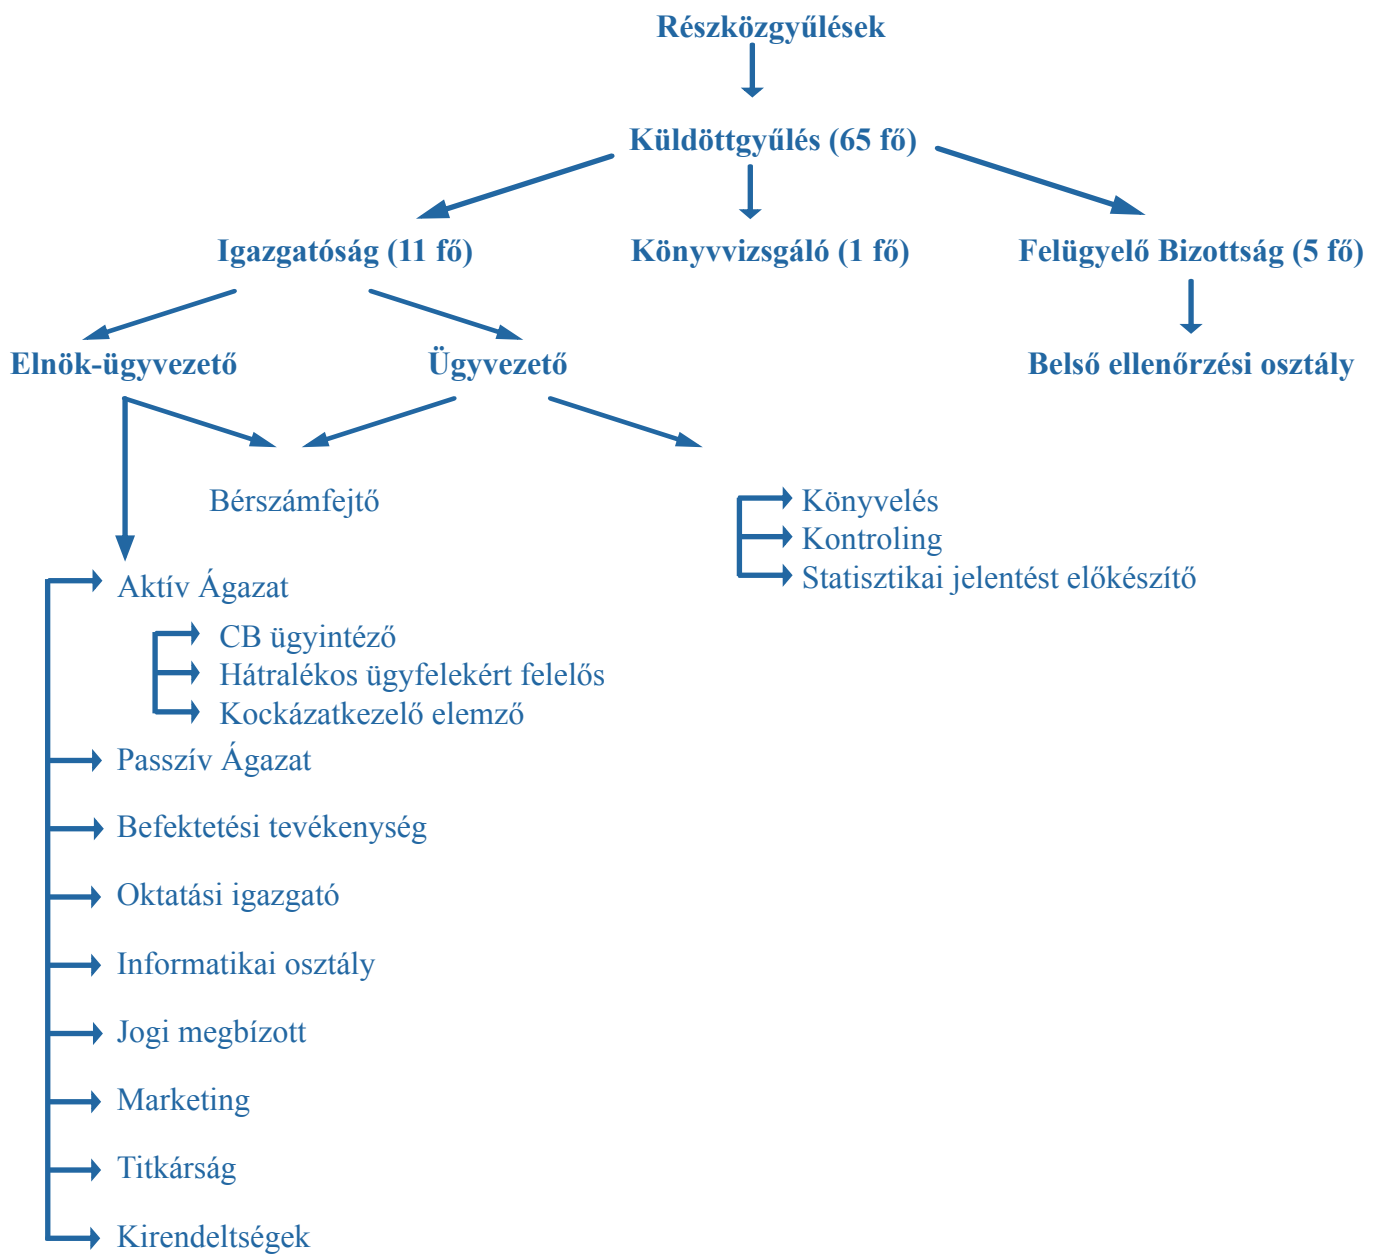 Részközgyűlések
Küldöttgyűlés (65 fő)
Igazgatóság (11 fő)
Könyvvizsgáló (1 fő)
Felügyelő Bizottság (5 fő)
Elnök-ügyvezető
Ügyvezető
Belső ellenőrzési osztály
Bérszámfejtő
Könyvelés
Kontroling
Statisztikai jelentést előkészítő
Aktív Ágazat
CB ügyintéző
Hátralékos ügyfelekért felelős
Kockázatkezelő elemző
Passzív Ágazat
Befektetési tevékenység
Oktatási igazgató
Informatikai osztály
Jogi megbízott
Marketing
Titkárság
Kirendeltségek